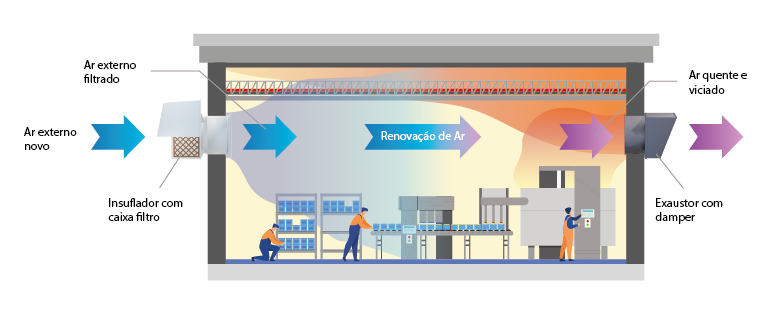 Ar externo
filtrado
Ar quente e
viciado
Ar externo
novo
Renovação de Ar
Insuflador com
caixa filtro
Exaustor com
damper